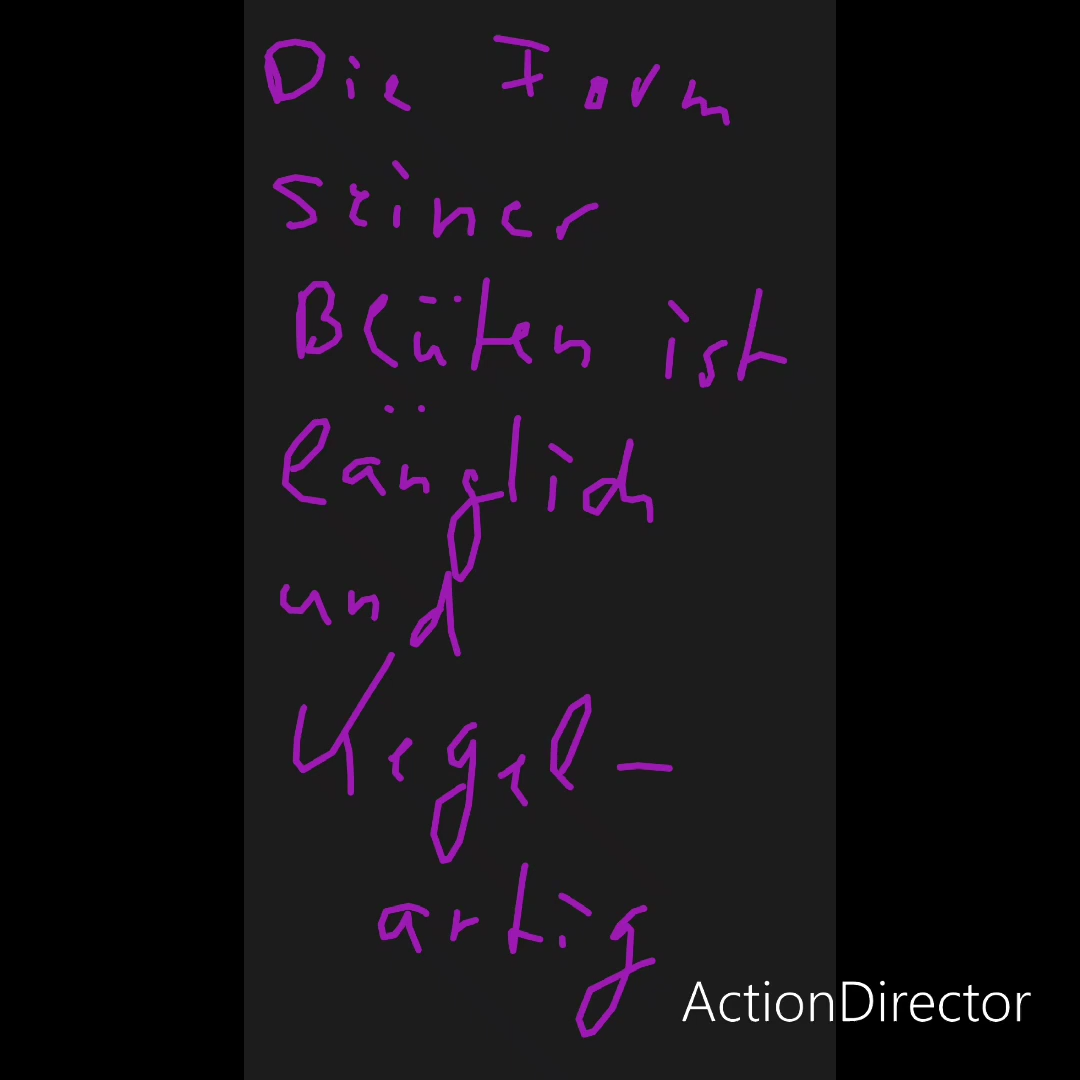 Die Form
seiner
Blüten ist
länglich
und
Kegel-
artig
ActionDirector